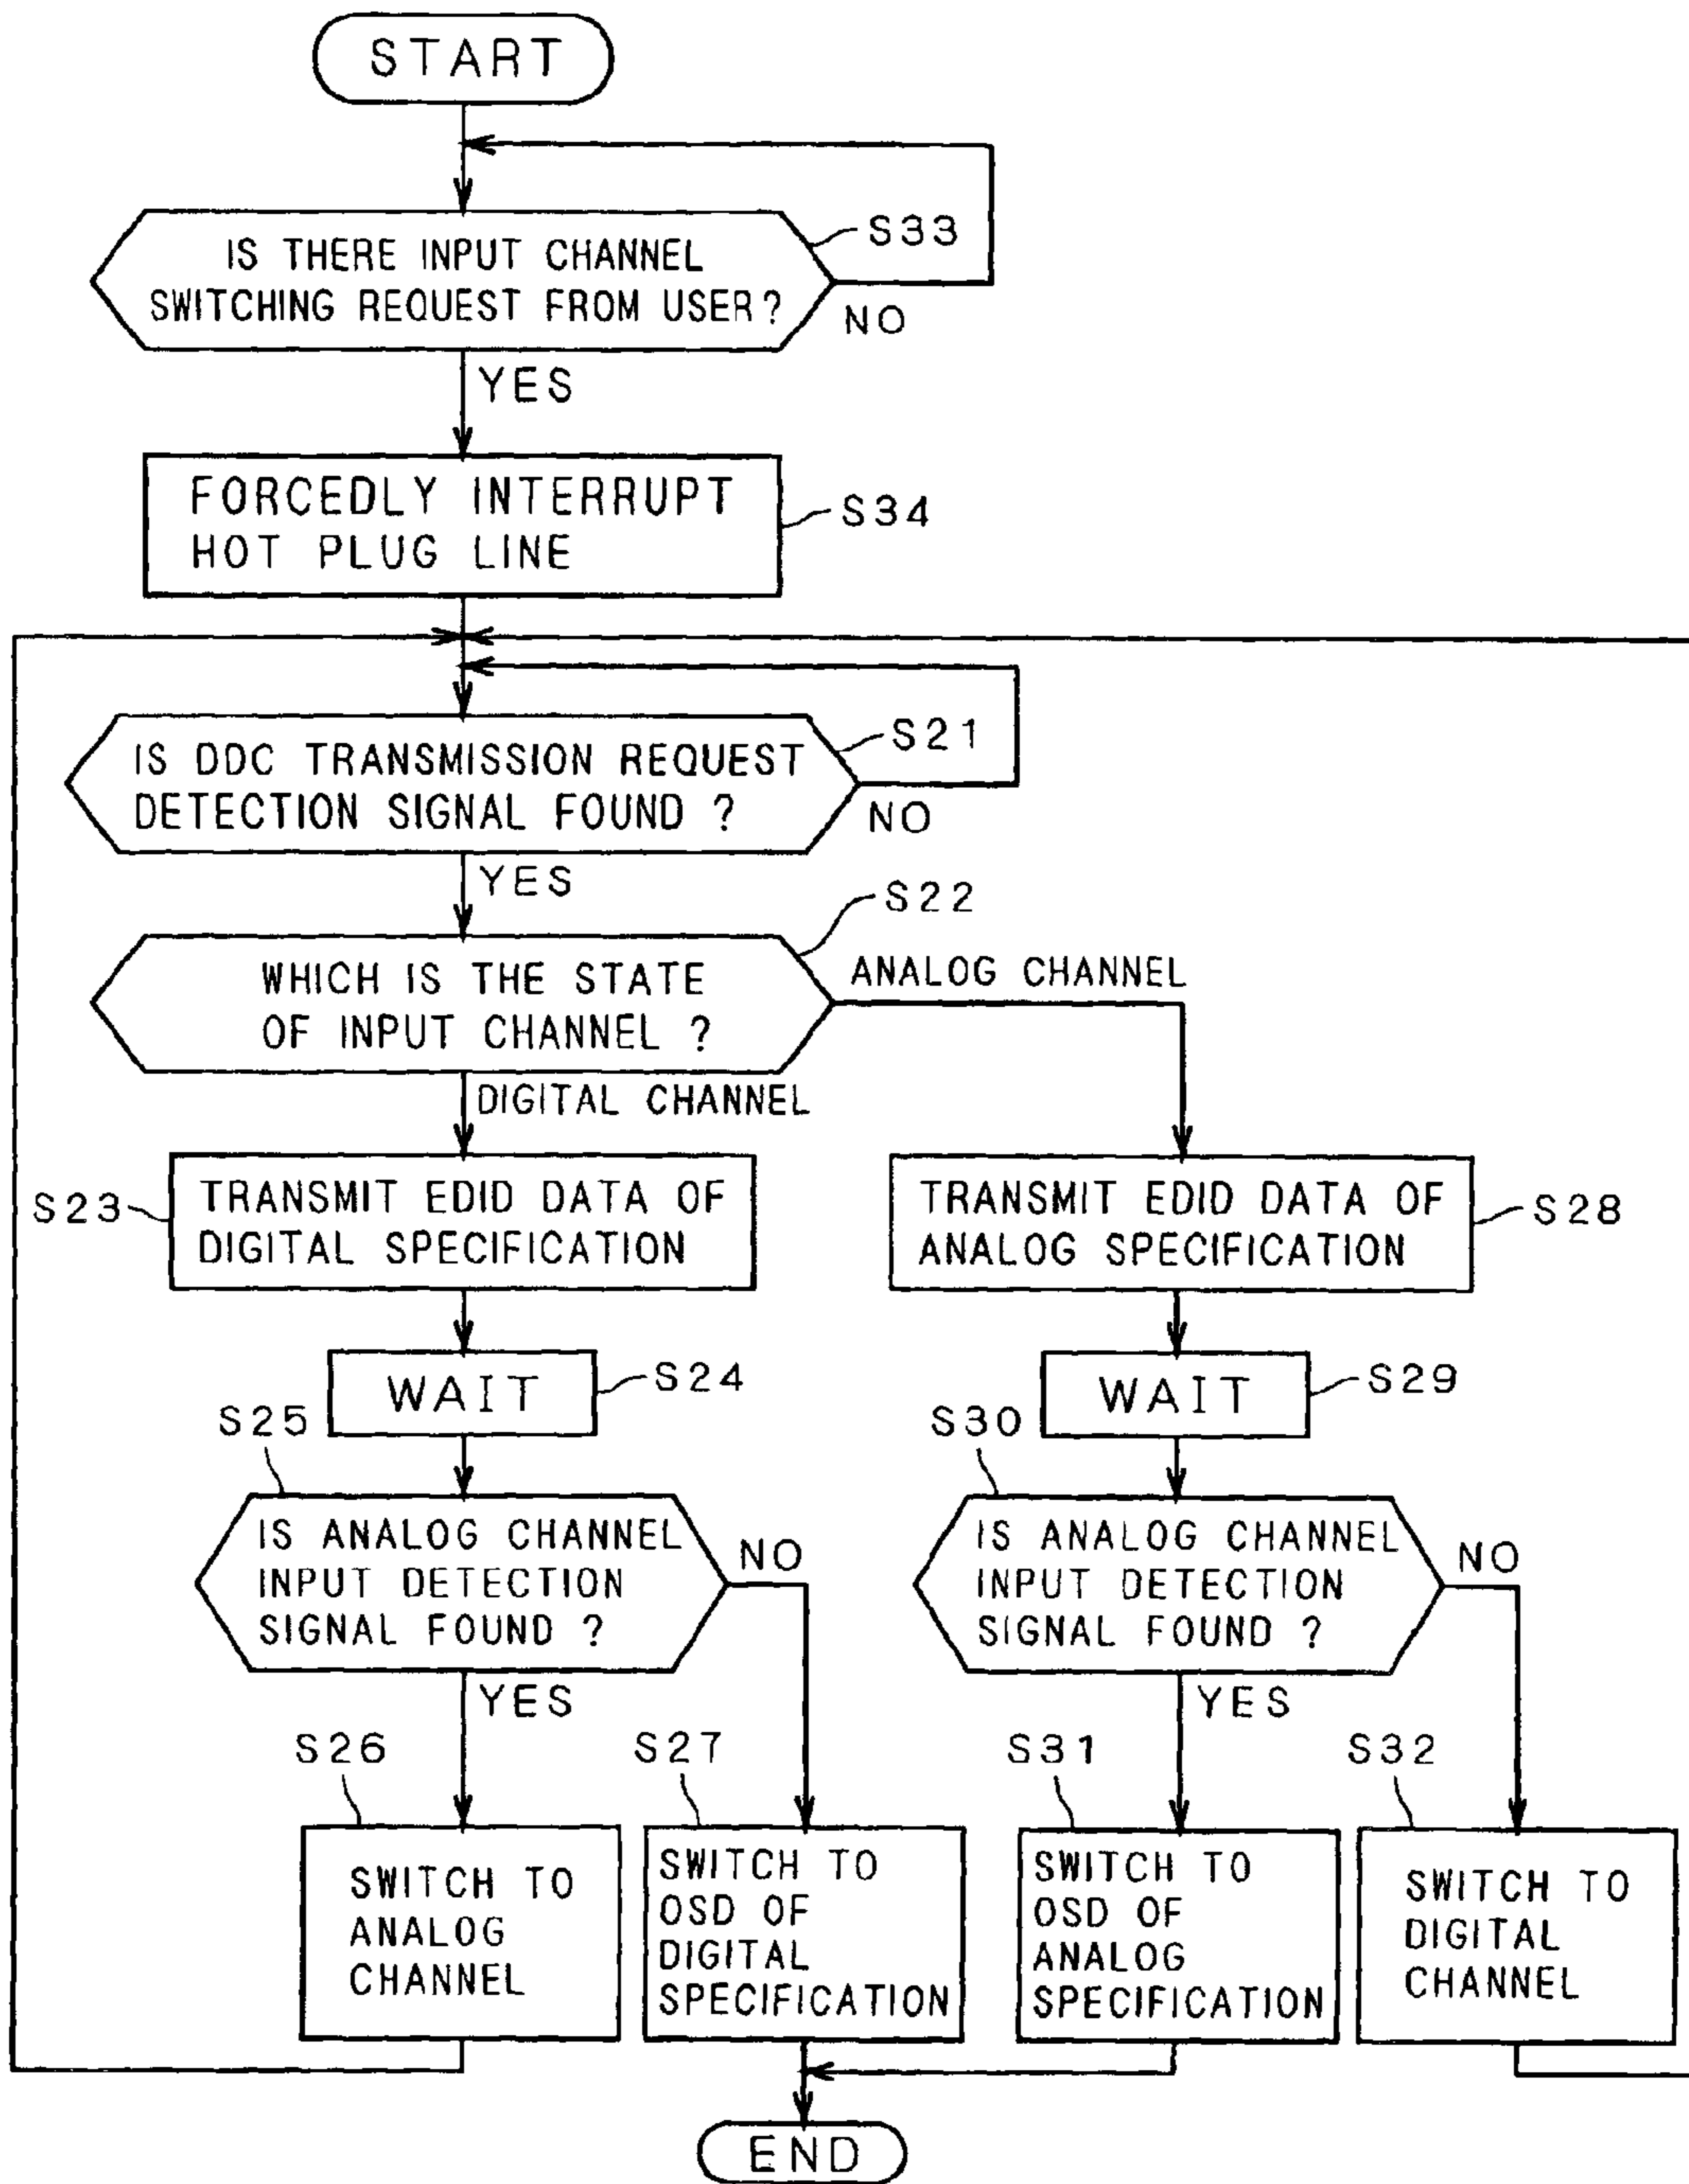 START
IS THERE INPUT CHANNEL
SWITCHING REQUEST FROM USER?
S33
NO
YES
FORCEDLY INTERRUPT
HOT PLUG LINE
S34
IS DDC TRANSMISSION REQUEST
DETECTION SIGNAL FOUND ?
S21
NO
YES
S22
WHICH IS THE STATE
OF INPUT CHANNEL ?
ANALOG CHANNEL
DIGITAL CHANNEL
S23
TRANSMIT EDID DATA OF
DIGITAL SPECIFICATION
TRANSMIT EDID DATA OF
ANALOG SPECIFICATION
S28
WAIT
S24
WAIT
S29
S25
IS ANALOG CHANNEL
INPUT DETECTION
SIGNAL FOUND ?
NO
YES
S30
IS ANALOG CHANNEL
INPUT DETECTION
SIGNAL FOUND ?
NO
YES
S26
SWITCH TO
ANALOG
CHANNEL
S27
SWITCH TO
OSD OF
DIGITAL
SPECIFICATION
S31
SWITCH TO
OSD OF
ANALOG
SPECIFICATION
S32
SWITCH TO
DIGITAL
CHANNEL
END